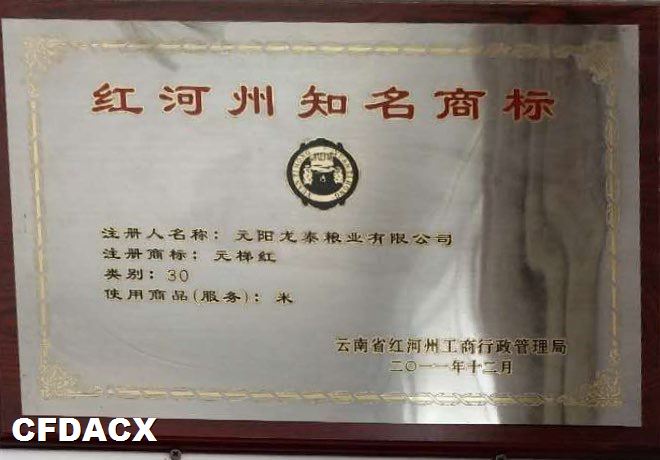 红河州知名商标
注册人名称：元阳龙泰粮业有限公司
注册商标：元梯红
类别：30
使用商品(服务)：米
云南省红河州工商行政管理局
二〇一一年十二月
CFDACX